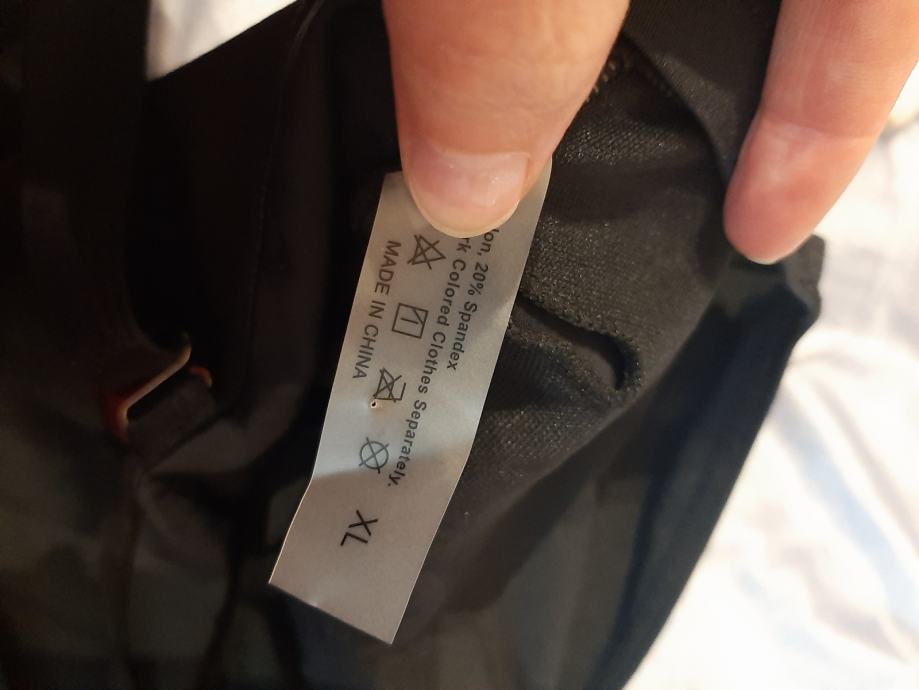 20% Spandex
Colored Clothes Separately.
MADE IN CHINA
XL